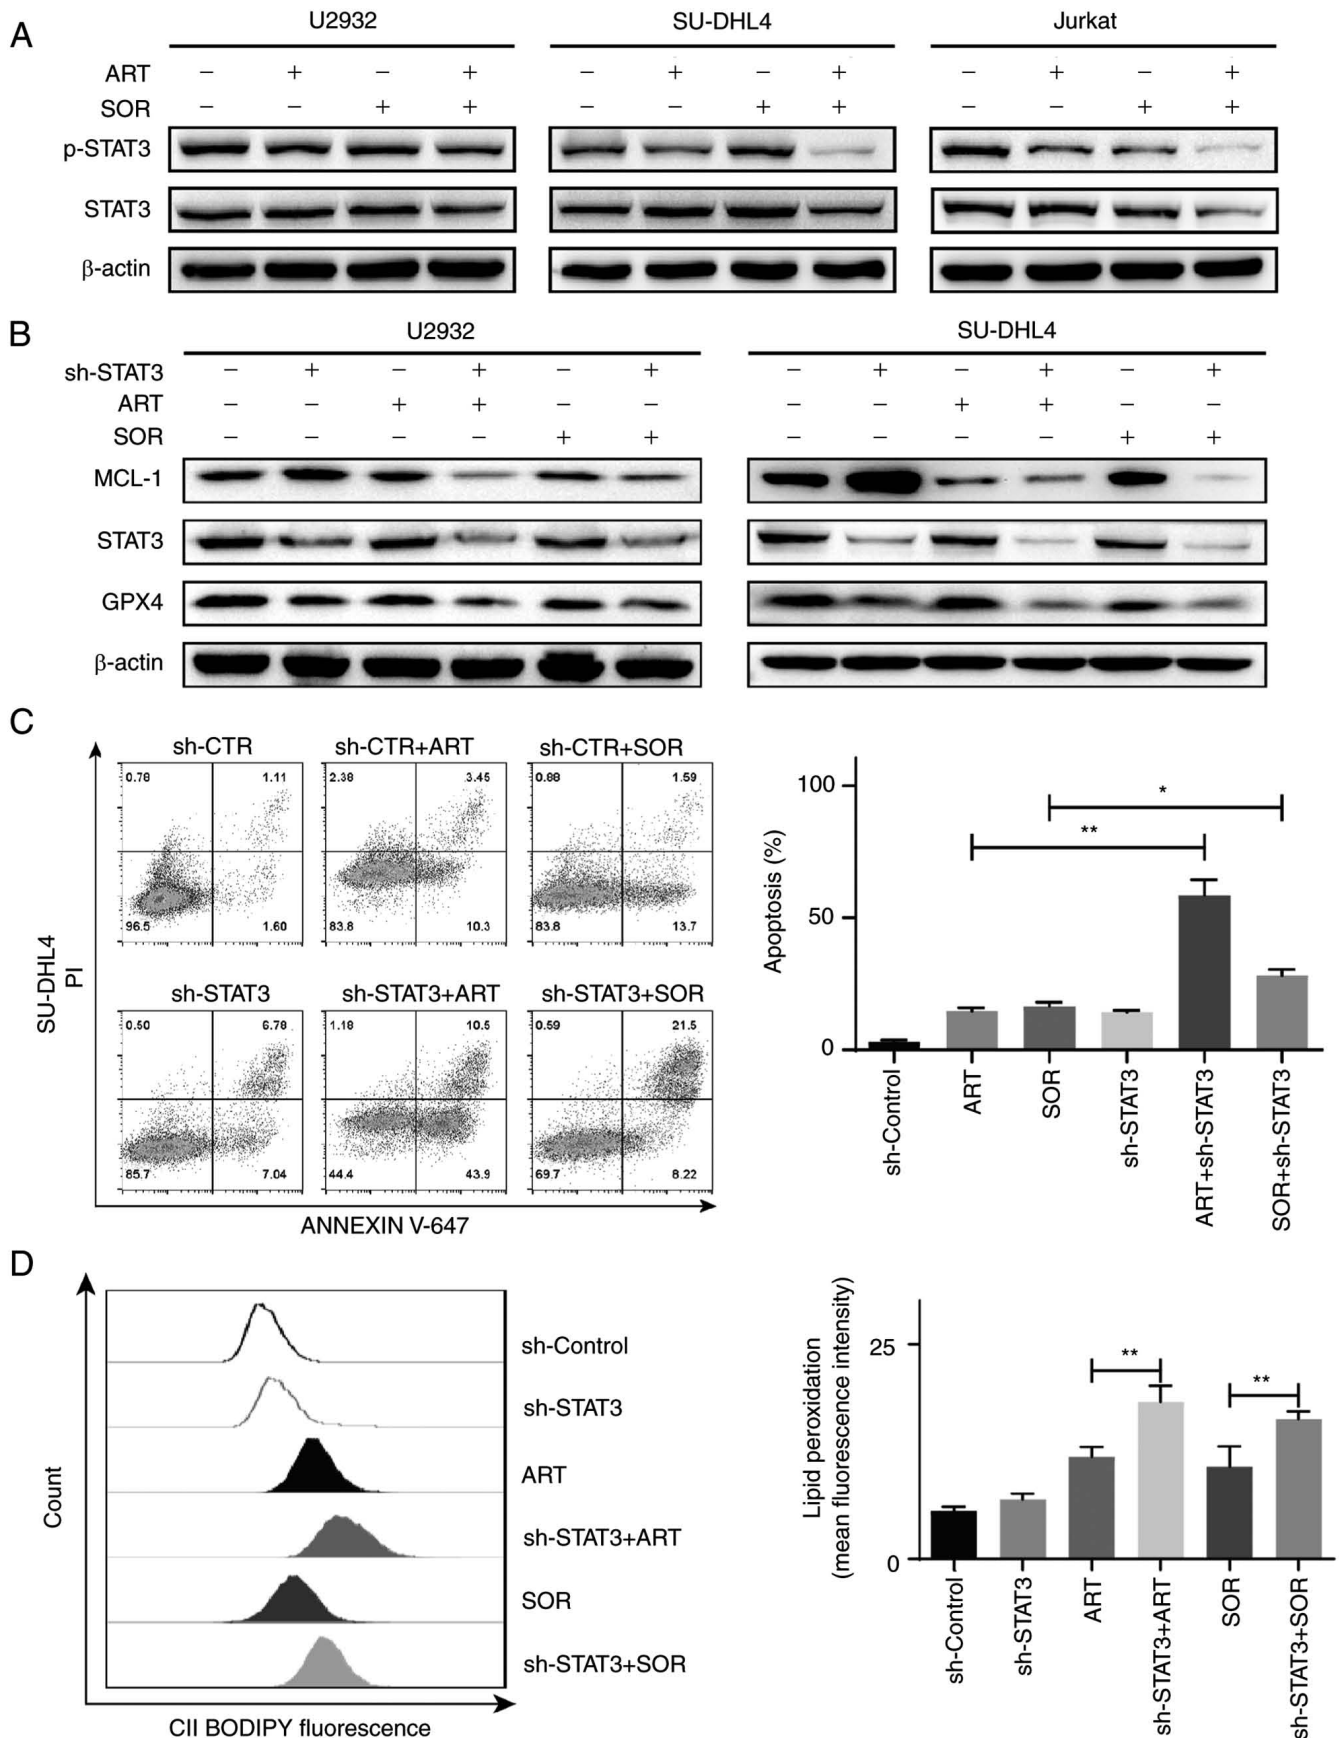 A
U2932 SU-DHL4 Jurkat
ART − + − + − + − + − + − +
SOR − − + + − − + + − − + +
p-STAT3
STAT3
β-actin
B
U2932 SU-DHL4
sh-STAT3 − + − + − + − + − + − +
ART − − + + − − − − + + − −
SOR − − − − + + − − − − + +
MCL-1
STAT3
GPX4
β-actin
C
sh-CTR sh-CTR+ART sh-CTR+SOR
0.78 1.11 2.38 3.45 0.88 1.59
96.5 1.60 83.8 10.3 83.8 13.7
sh-STAT3 sh-STAT3+ART sh-STAT3+SOR
0.50 6.78 1.18 10.5 0.59 21.5
85.7 7.04 44.4 43.9 69.7 8.22
SU-DHL4
PI
ANNEXIN V-647
Apoptosis (%)
100
50
0
*
**
sh-Control
ART
SOR
sh-STAT3
ART+sh-STAT3
SOR+sh-STAT3
D
Count
sh-Control
sh-STAT3
ART
sh-STAT3+ART
SOR
sh-STAT3+SOR
CII BODIPY fluorescence
Lipid peroxidation
(mean fluorescence intensity)
25
0
**
**
sh-Control
sh-STAT3
ART
sh-STAT3+ART
SOR
sh-STAT3+SOR